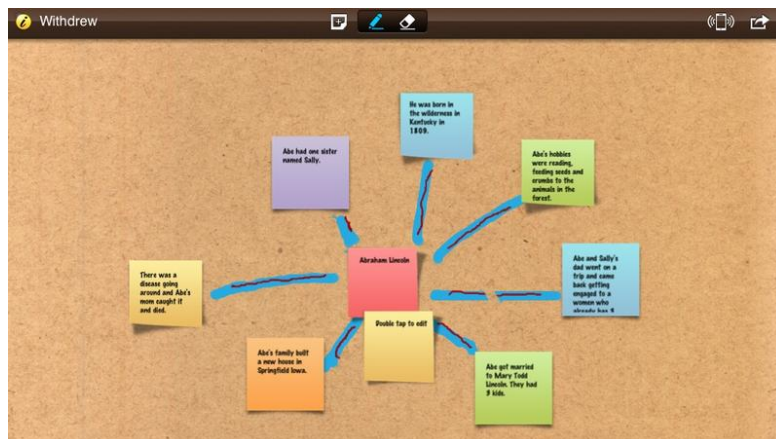 Withdrew
He was born in
the wilderness in
Kentucky in
1809.
Abe had one sister
named Sally.
Abe's hobbies
were reading,
feeding seeds and
crumbs to the
animals in the
forest.
Abraham Lincoln
Abe and Sally's
dad went on a
trip and came
back getting
engaged to a
women who
already has 3
There was a
disease going
around and Abe's
mom caught it
and died.
Double tap to edit
Abe's family built
a new house in
Springfield Iowa.
Abe got married
to Mary Todd
Lincoln. They had
3 kids.